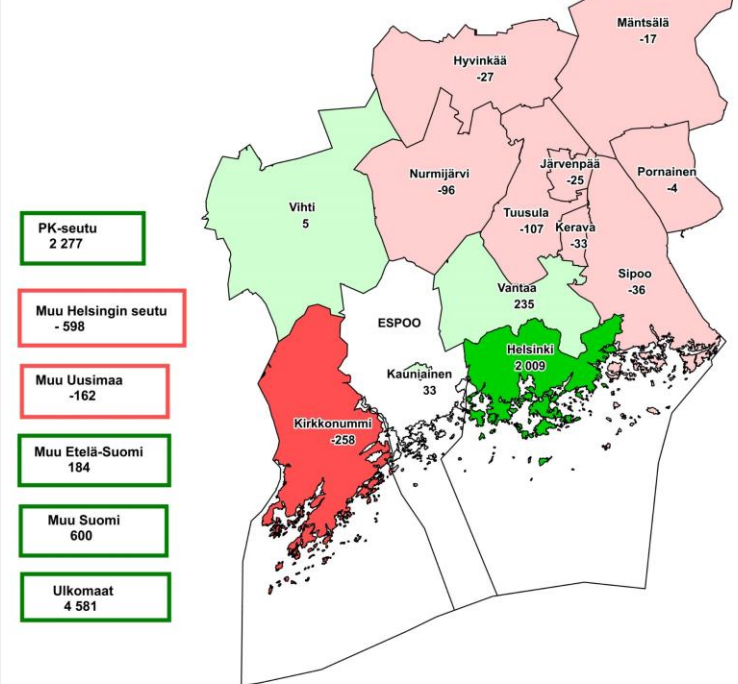 Mäntsälä
-17
Hyvinkää
-27
Järvenpää
-25
Pornainen
-4
Nurmijärvi
-96
Vihti
5
Tuusula
-107
Kerava
-33
Sipoo
-36
Vantaa
235
ESPOO
Helsinki
2 009
Kauniainen
33
Kirkkonummi
-258
PK-seutu
2 277
Muu Helsingin seutu
- 598
Muu Uusimaa
-162
Muu Etelä-Suomi
184
Muu Suomi
600
Ulkomaat
4 581